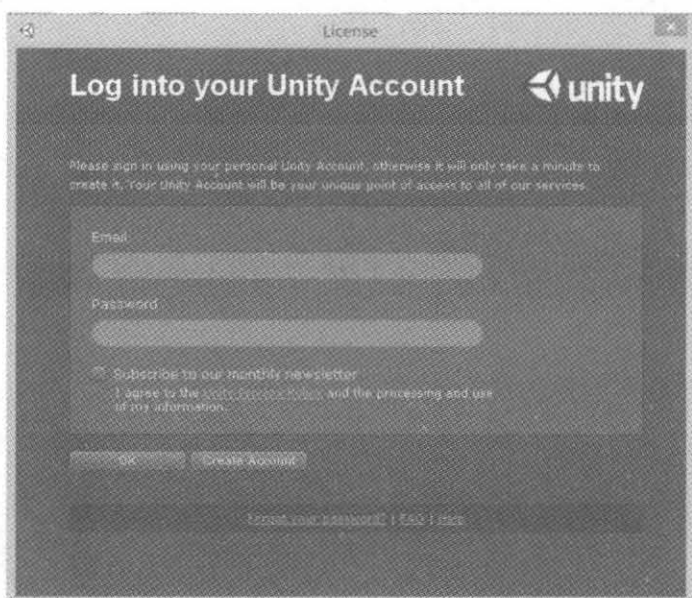 License
Log into your Unity Account
unity
Please sign in using your personal Unity Account, otherwise it will only take a minute to
create it. Your Unity Account will be your unique point of access to all of our services.
Email
Password
Subscribe to our monthly newsletter
I agree to the Unity Privacy Policy and the processing and use
of my information.
OK Create Account
Forgot your password? | FAQ | Help